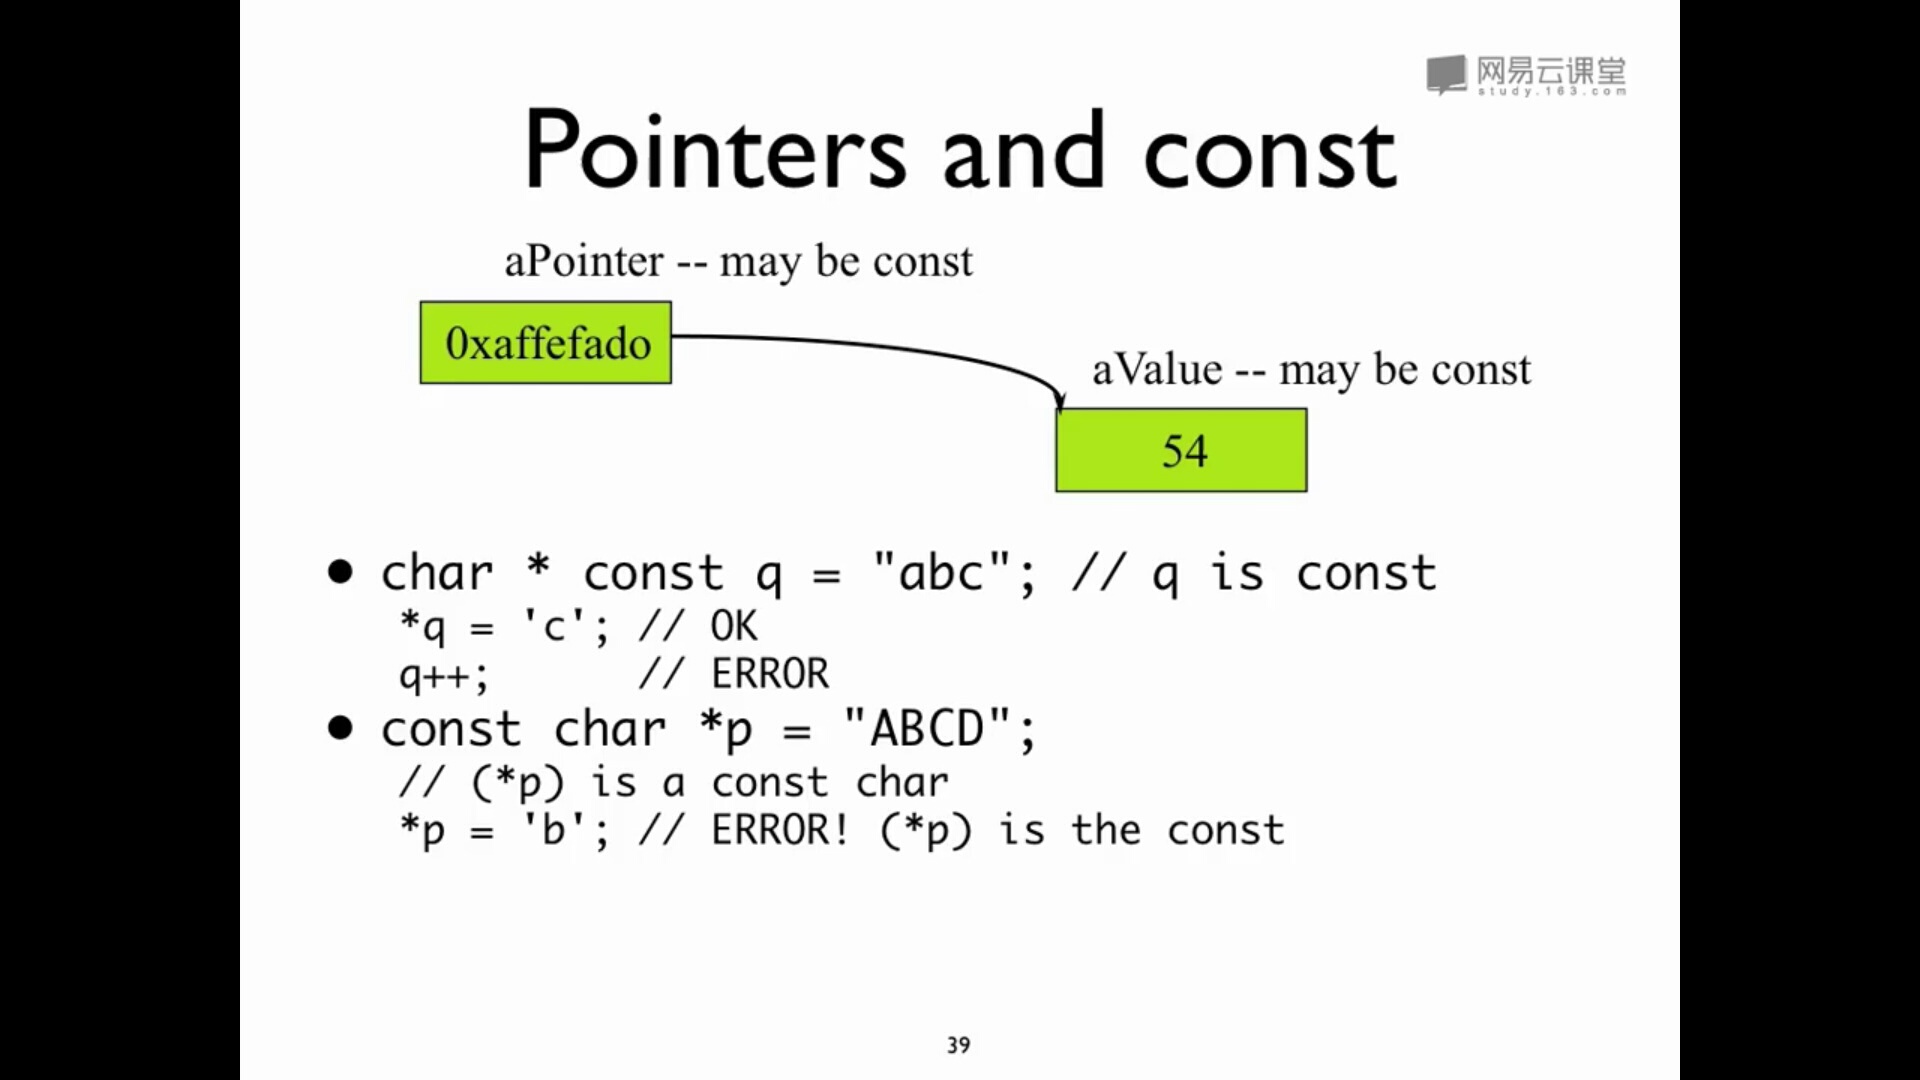 网易云课堂
study.163.com
Pointers and const
aPointer -- may be const
0xaffefado
aValue -- may be const
54
• char * const q = "abc"; // q is const
*q = 'c'; // OK
q++; // ERROR
• const char *p = "ABCD";
// (*p) is a const char
*p = 'b'; // ERROR! (*p) is the const
39